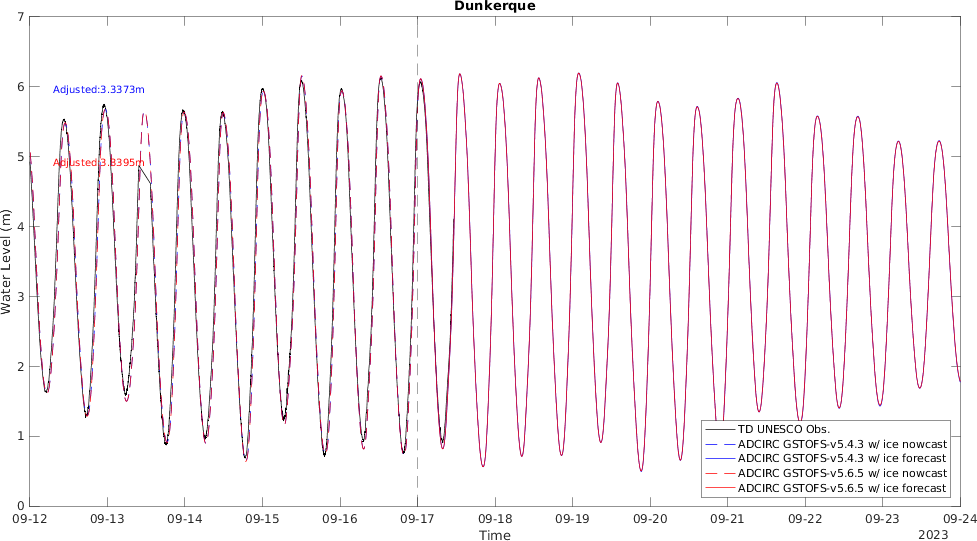 Dunkerque
7
6
5
4
3
2
1
0
Water Level (m)
Adjusted:3.3373m
Adjusted:3.3395m
TD UNESCO Obs.
ADCIRC GSTOFS-v5.4.3 w/ ice nowcast
ADCIRC GSTOFS-v5.4.3 w/ ice forecast
ADCIRC GSTOFS-v5.6.5 w/ ice nowcast
ADCIRC GSTOFS-v5.6.5 w/ ice forecast
09-12 09-13 09-14 09-15 09-16 09-17 09-18 09-19 09-20 09-21 09-22 09-23 09-24
Time
2023